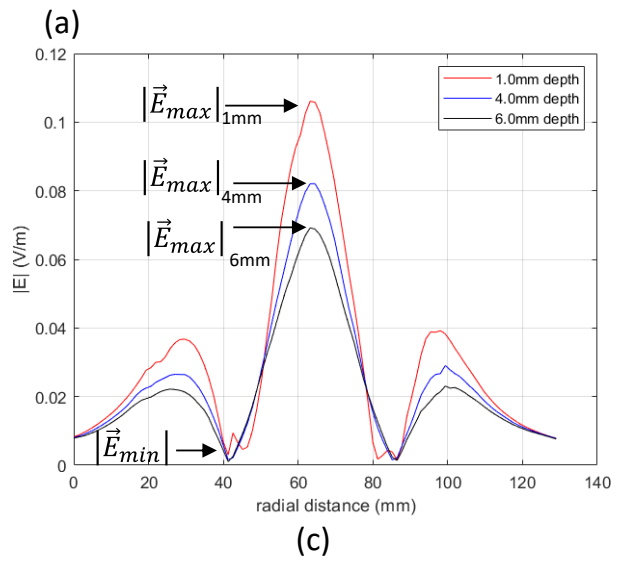 (a)
0.12
0.1
0.08
0.06
0.04
0.02
0
|E| (V/m)
1.0mm depth
4.0mm depth
6.0mm depth
|E⃗max|1mm
|E⃗max|4mm
|E⃗max|6mm
|E⃗min|
0 20 40 60 80 100 120 140
radial distance (mm)
(c)